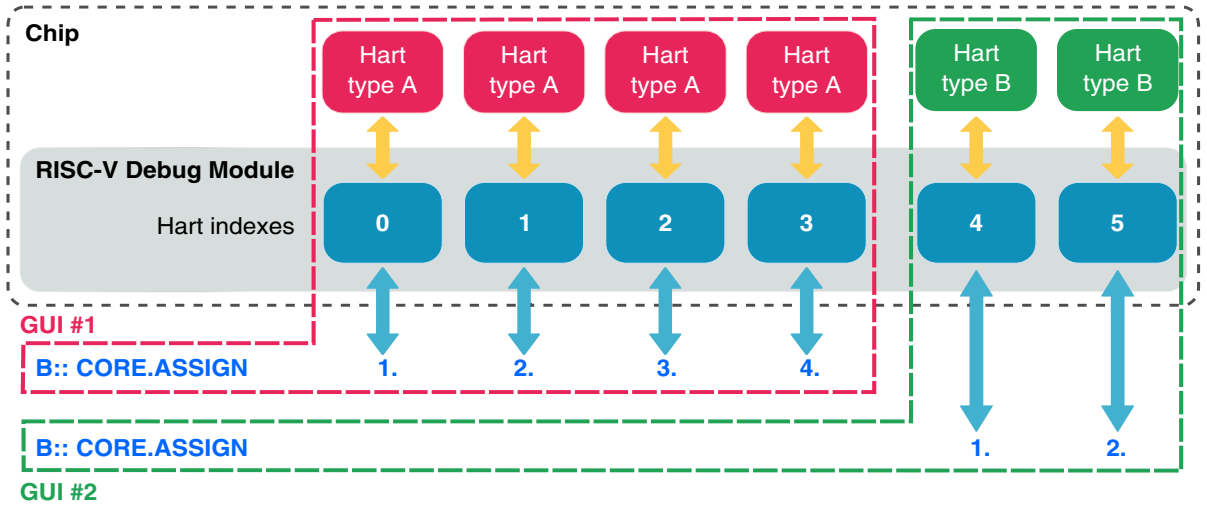 Chip
Hart type A
Hart type A
Hart type A
Hart type A
Hart type B
Hart type B
RISC-V Debug Module
Hart indexes 0 1 2 3 4 5
GUI #1
B:: CORE.ASSIGN 1. 2. 3. 4.
B:: CORE.ASSIGN 1. 2.
GUI #2